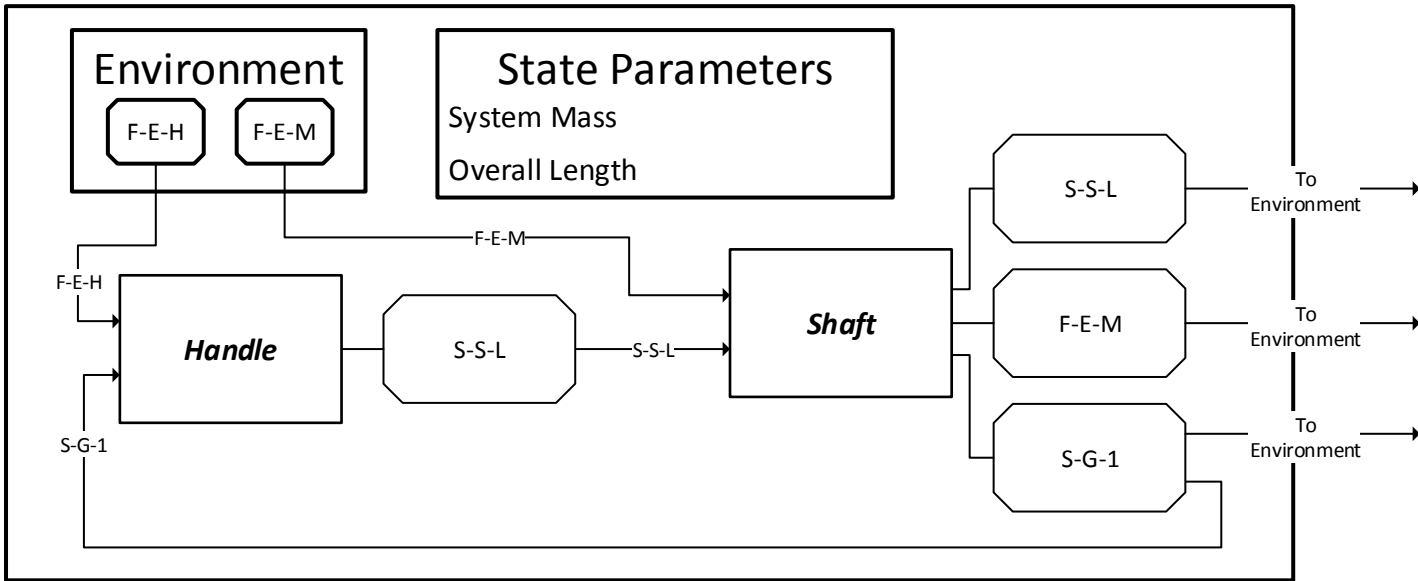 Environment
State Parameters
F-E-H
F-E-M
System Mass
Overall Length
S-S-L
To
Environment
F-E-M
F-E-H
Handle
S-S-L
S-S-L
Shaft
F-E-M
To
Environment
S-G-1
S-G-1
To
Environment